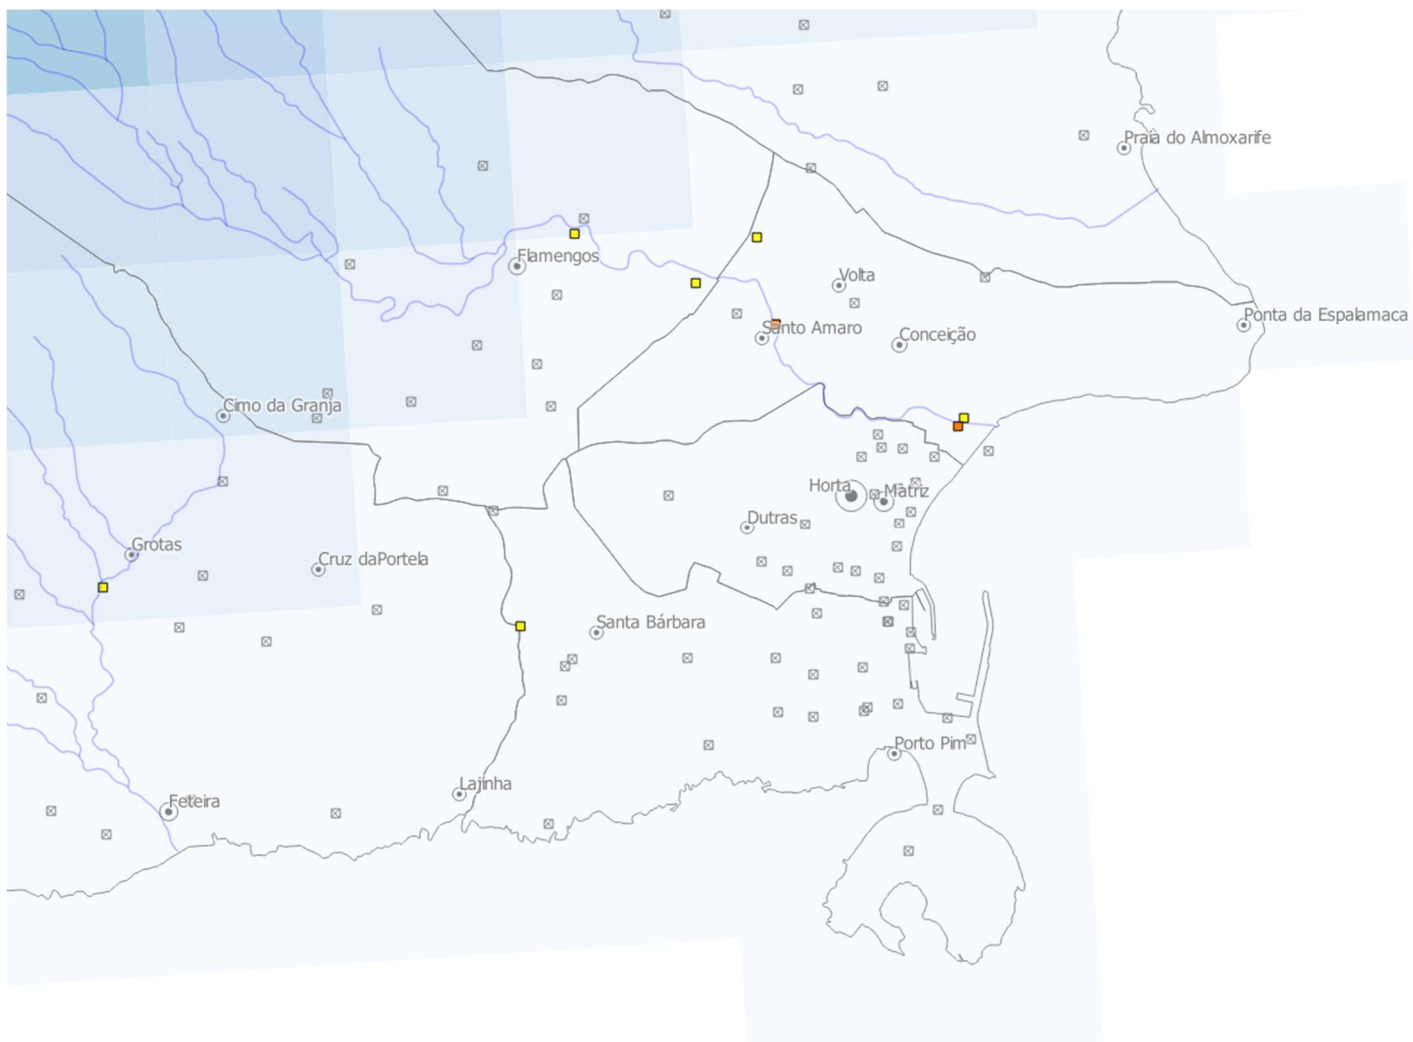 Praia do Almoxarife
Flamengos
Volta
Ponta da Espalamaca
Santo Amaro
Conceição
Cimo da Granja
Horta
Matriz
Dutras
Grotas
Cruz daPortela
Santa Bárbara
Porto Pim
Lajinha
Feteira